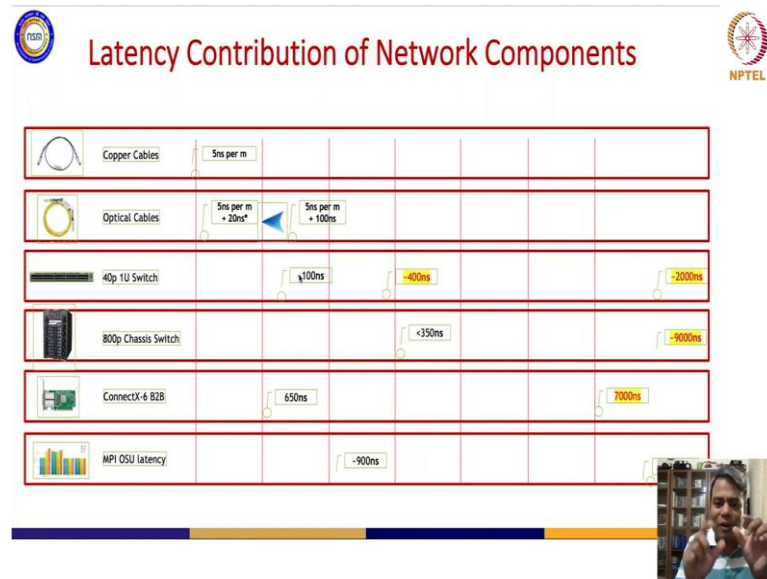 nsm
Latency Contribution of Network Components
NPTEL
Copper Cables
5ns per m
Optical Cables
5ns per m
+ 20ns*
5ns per m
+ 100ns
40p 1U Switch
~100ns
~400ns
~2000ns
800p Chassis Switch
<350ns
~9000ns
ConnectX-6 B2B
650ns
7000ns
MPI OSU latency
~900ns